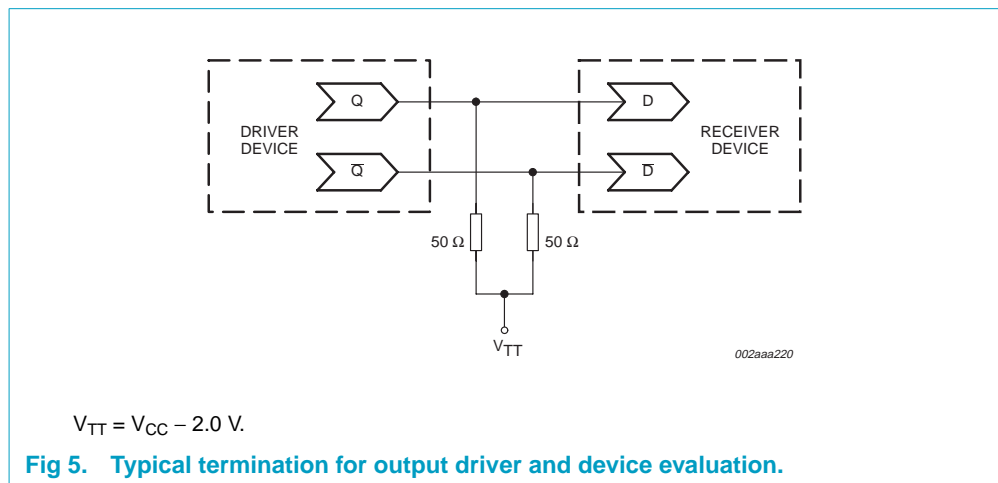 DRIVER
DEVICE
Q
Q̅
D
D̅
RECEIVER
DEVICE
50 Ω
50 Ω
VTT
002aaa220
VTT = VCC − 2.0 V.
Fig 5. Typical termination for output driver and device evaluation.